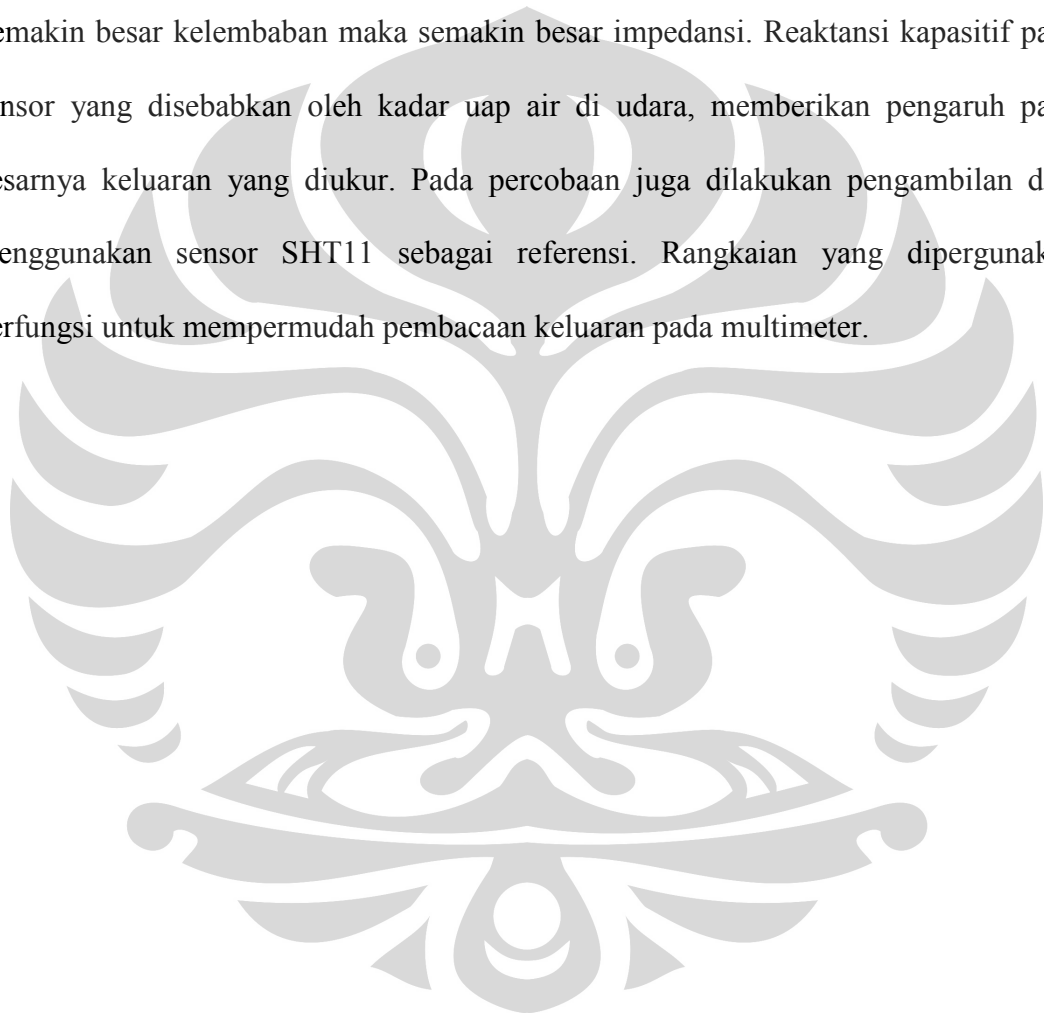 emakin besar kelembaban maka semakin besar impedansi. Reaktansi kapasitif pa
nsor yang disebabkan oleh kadar uap air di udara, memberikan pengaruh pa
esarnya keluaran yang diukur. Pada percobaan juga dilakukan pengambilan d
enggunakan sensor SHT11 sebagai referensi. Rangkaian yang dipergunak
erfungsi untuk mempermudah pembacaan keluaran pada multimeter.